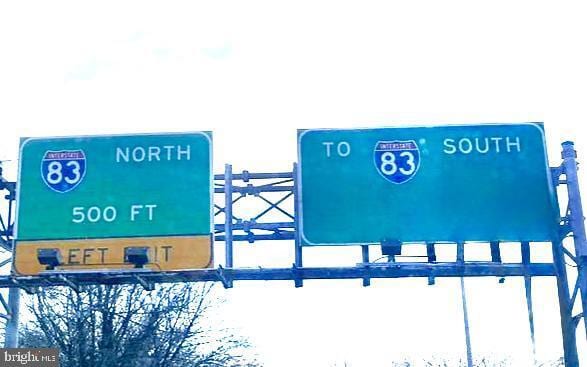 INTERSTATE
83
NORTH
500 FT
LEFT EXIT
TO
INTERSTATE
83
SOUTH
bright MLS